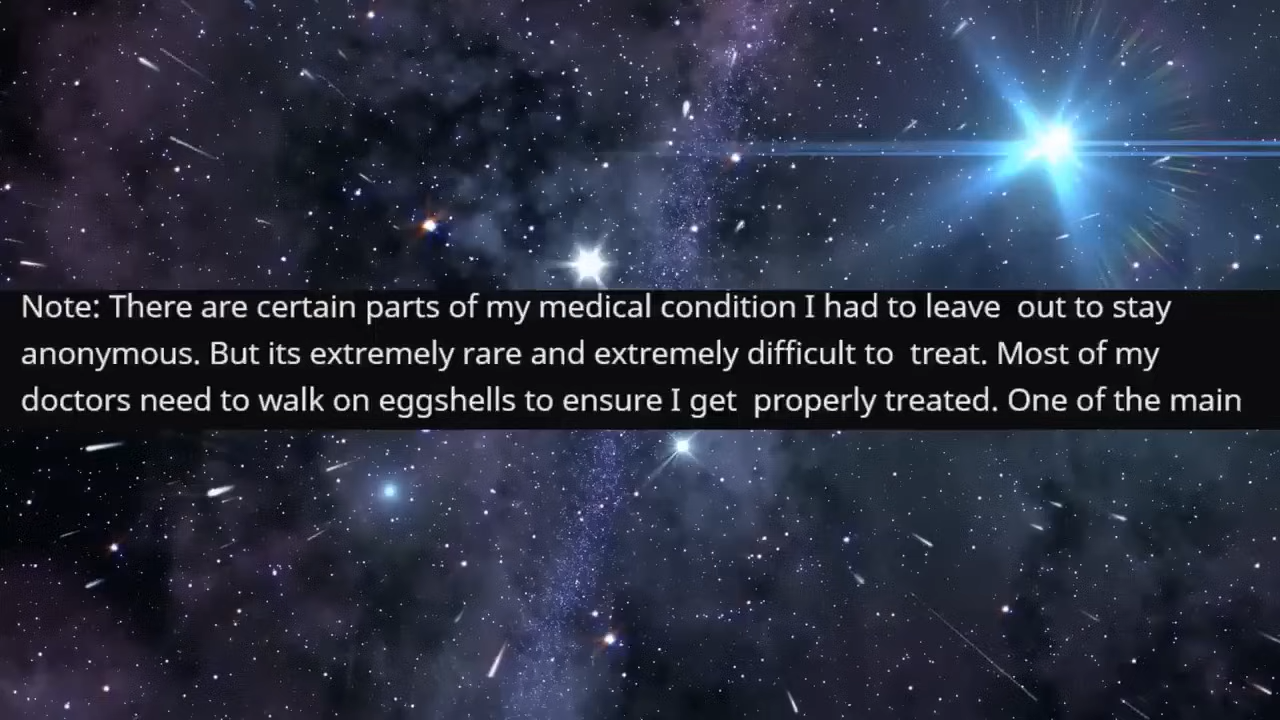 Note: There are certain parts of my medical condition I had to leave  out to stay
anonymous. But its extremely rare and extremely difficult to  treat. Most of my
doctors need to walk on eggshells to ensure I get  properly treated. One of the main